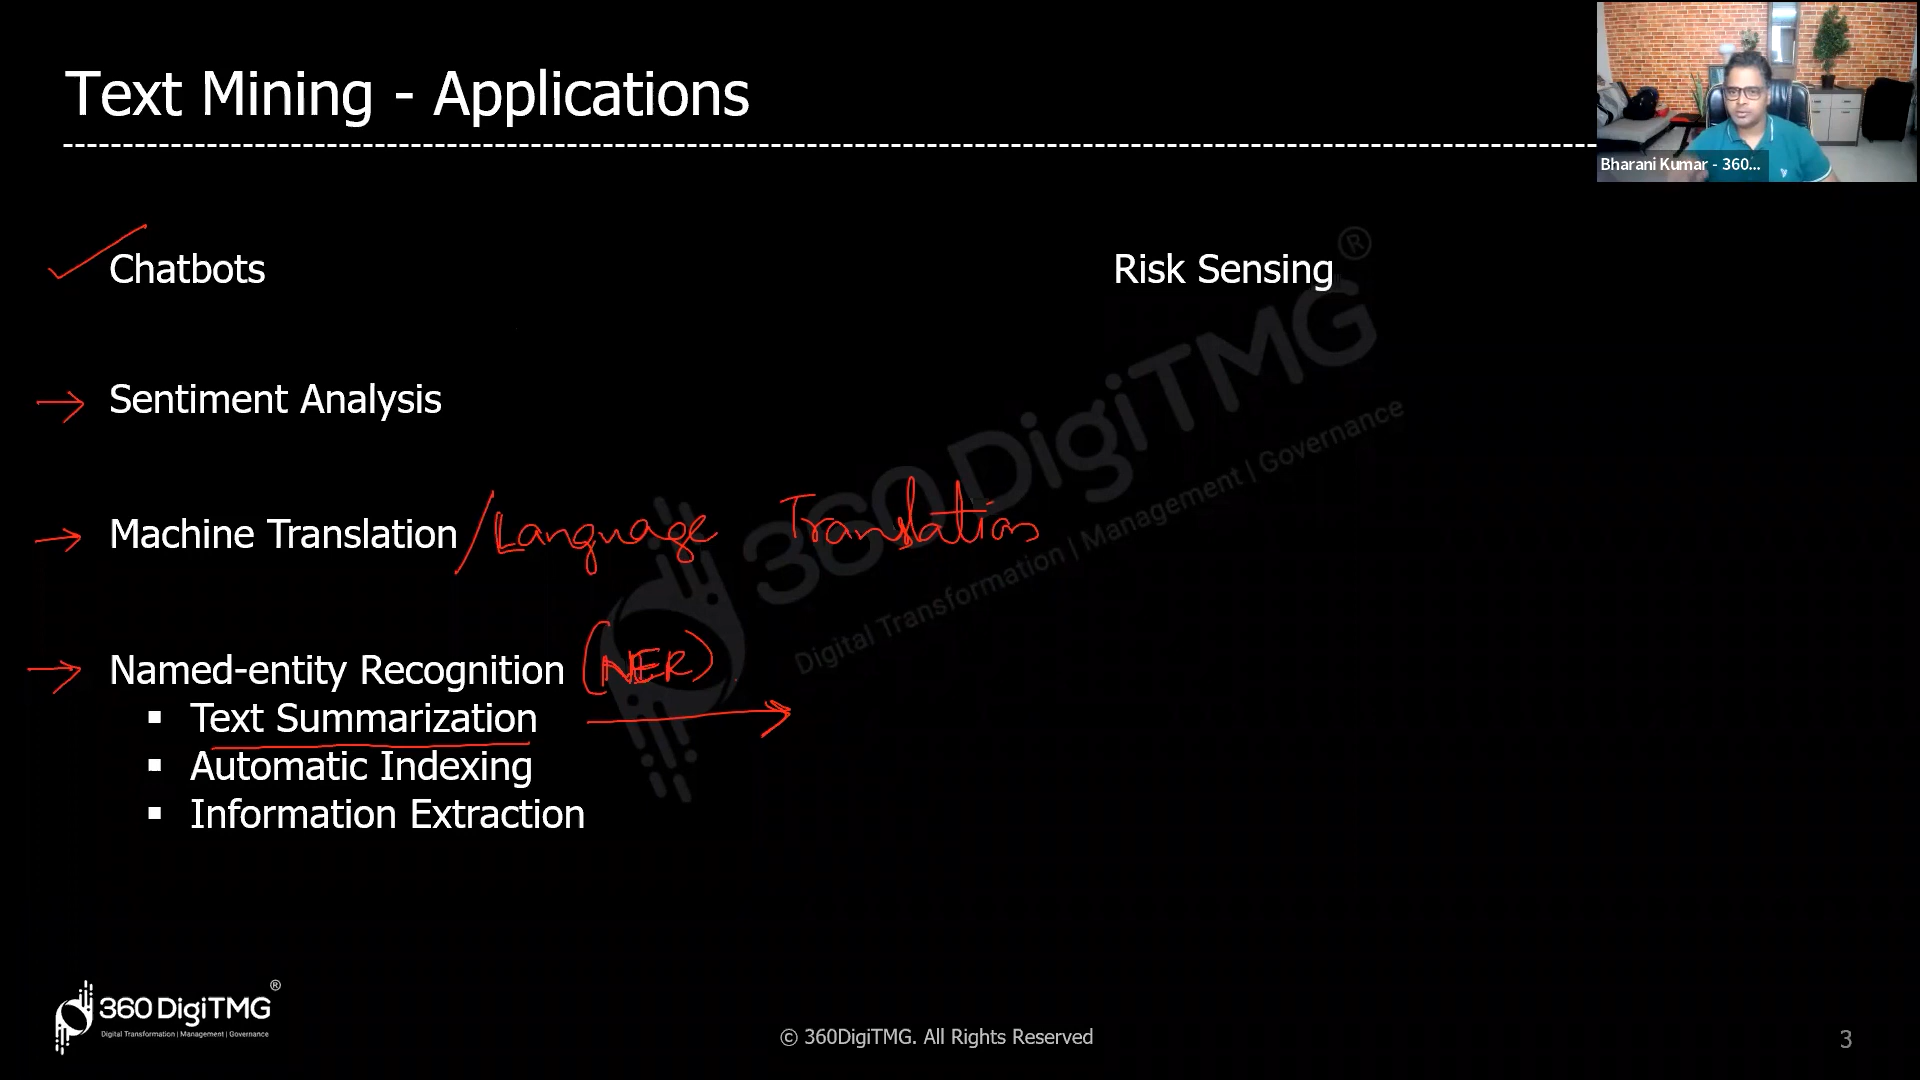 Text Mining - Applications
Bharani Kumar - 360...
Chatbots
Risk Sensing
Sentiment Analysis
Machine Translation / Language Translation
Named-entity Recognition (NER)
▪ Text Summarization
▪ Automatic Indexing
▪ Information Extraction
360DigiTMG®
Digital Transformation | Management | Governance
360DigiTMG®
Digital Transformation | Management | Governance
© 360DigiTMG. All Rights Reserved
3